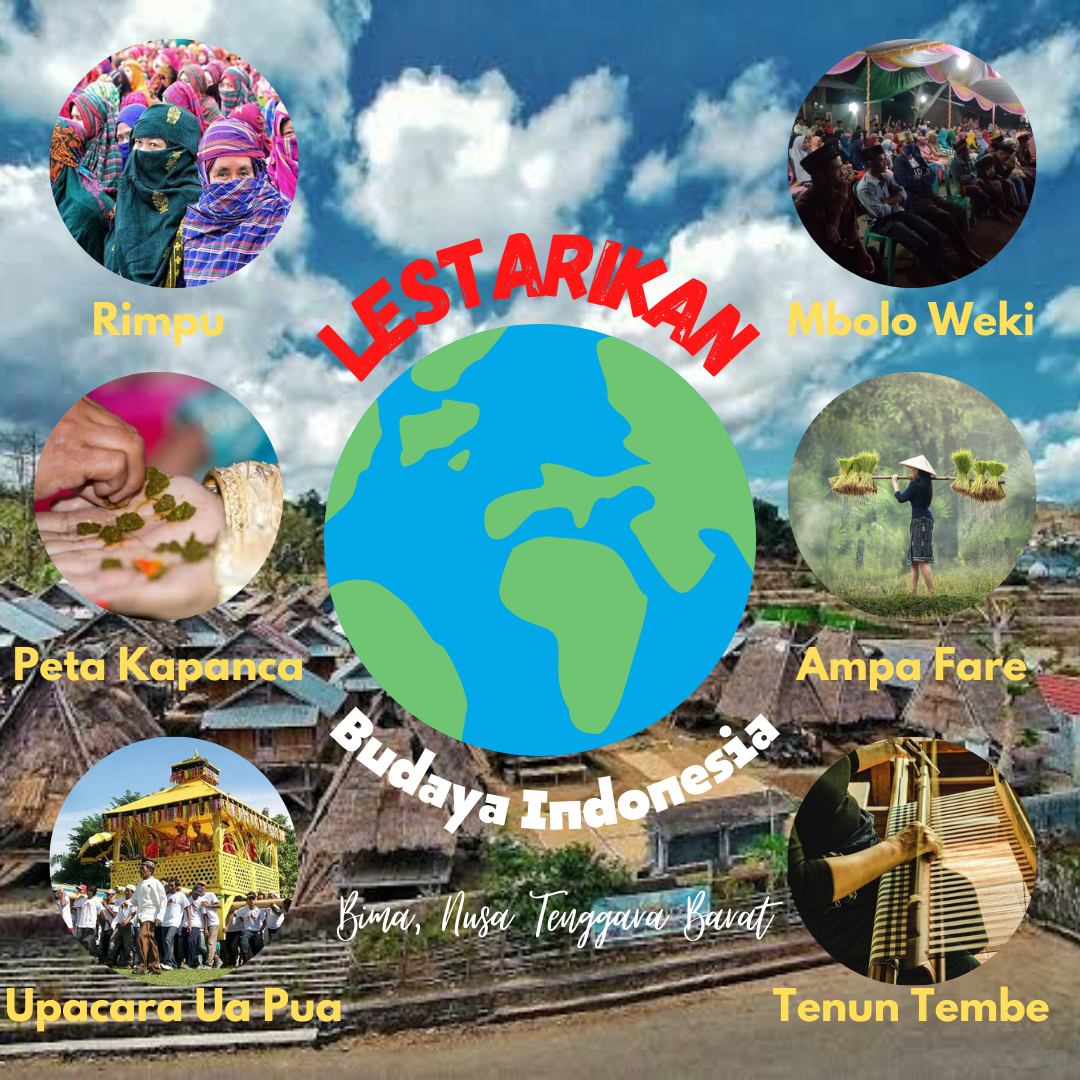 LESTARIKAN
Rimpu
Mbolo Weki
Peta Kapanca
Ampa Fare
Budaya Indonesia
Bima, Nusa Tenggara Barat
Upacara Ua Pua
Tenun Tembe